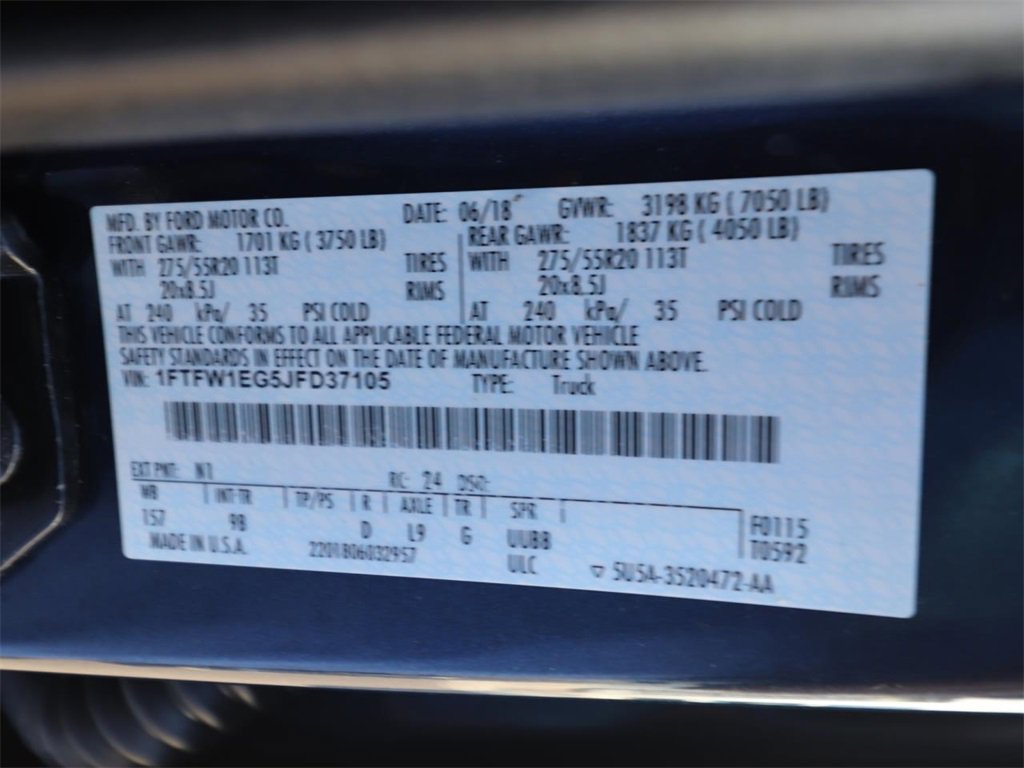 MFD. BY FORD MOTOR CO. DATE: 06/18 GVWR: 3198 KG ( 7050 LB)
FRONT GAWR: 1701 KG ( 3750 LB) REAR GAWR: 1837 KG ( 4050 LB)
WITH 275/55R20 113T TIRES WITH 275/55R20 113T TIRES
20x8.5J RIMS 20x8.5J RIMS
AT 240 kPa/ 35 PSI COLD AT 240 kPa/ 35 PSI COLD
THIS VEHICLE CONFORMS TO ALL APPLICABLE FEDERAL MOTOR VEHICLE
SAFETY STANDARDS IN EFFECT ON THE DATE OF MANUFACTURE SHOWN ABOVE.
VIN: 1FTFW1EG5JFD37105 TYPE: Truck
EXT PNT: N1 RC: 24 DSO:
WB INT-TR TP/PS R AXLE TR SPR F0115
157 9B D L9 G UUBB T0592
MADE IN U.S.A. 2201806032957 ULC ▽ 5U5A-3520472-AA